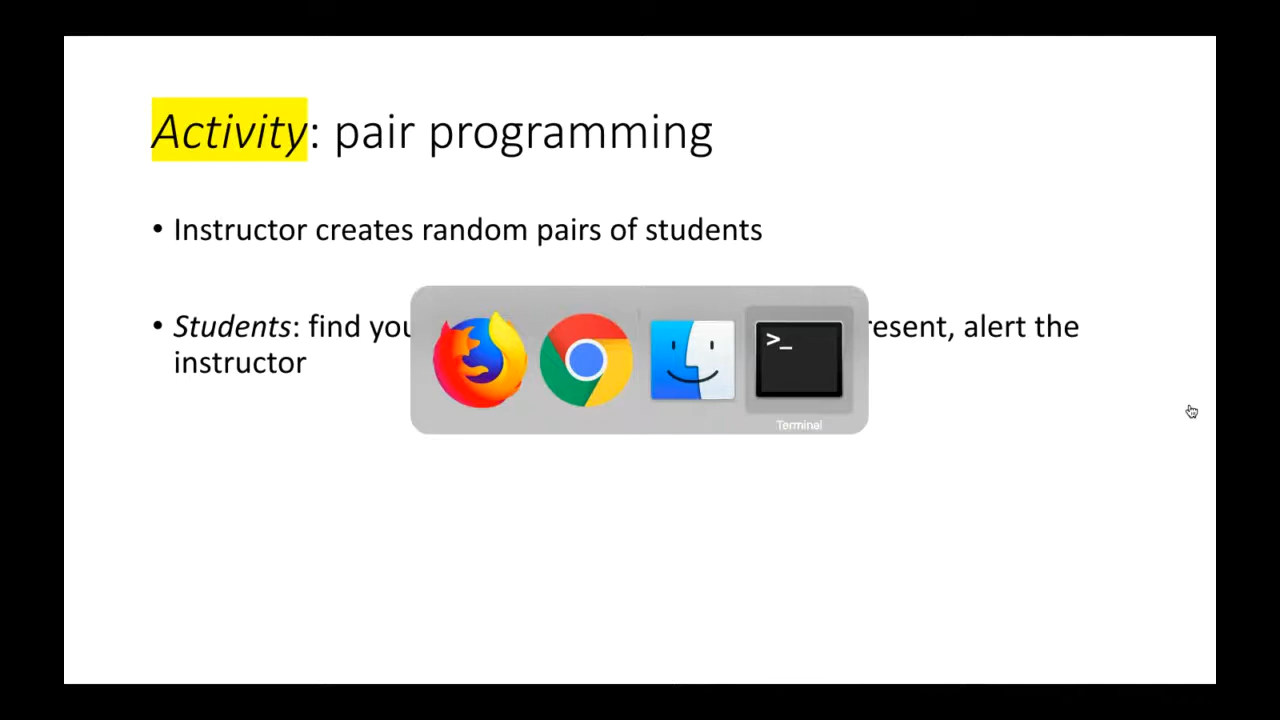 Activity: pair programming
• Instructor creates random pairs of students
• Students: find you resent, alert the
instructor
>_
Terminal